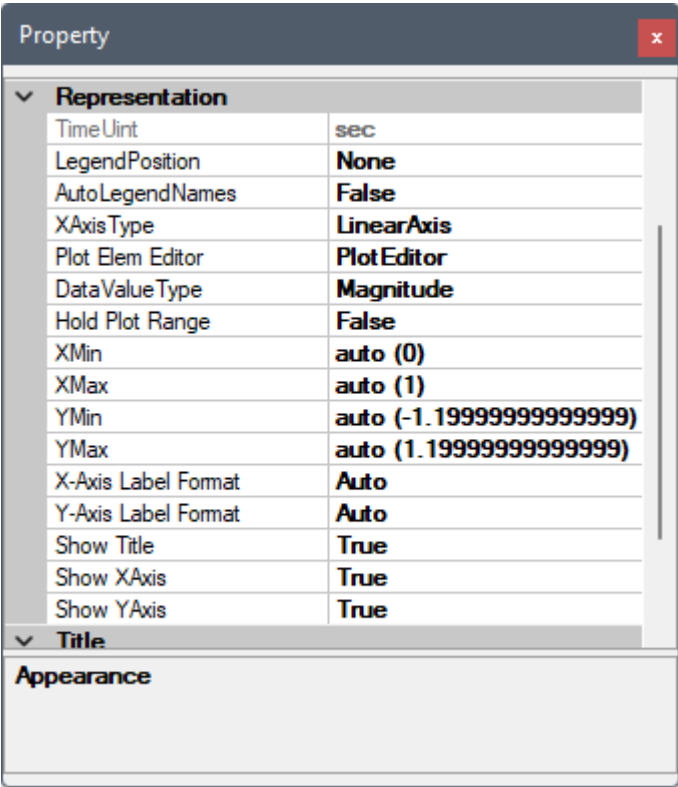 Property
x
Representation
TimeUint sec
LegendPosition None
AutoLegendNames False
XAxisType LinearAxis
Plot Elem Editor PlotEditor
DataValueType Magnitude
Hold Plot Range False
XMin auto (0)
XMax auto (1)
YMin auto (-1.19999999999999)
YMax auto (1.19999999999999)
X-Axis Label Format Auto
Y-Axis Label Format Auto
Show Title True
Show XAxis True
Show YAxis True
Title
Appearance